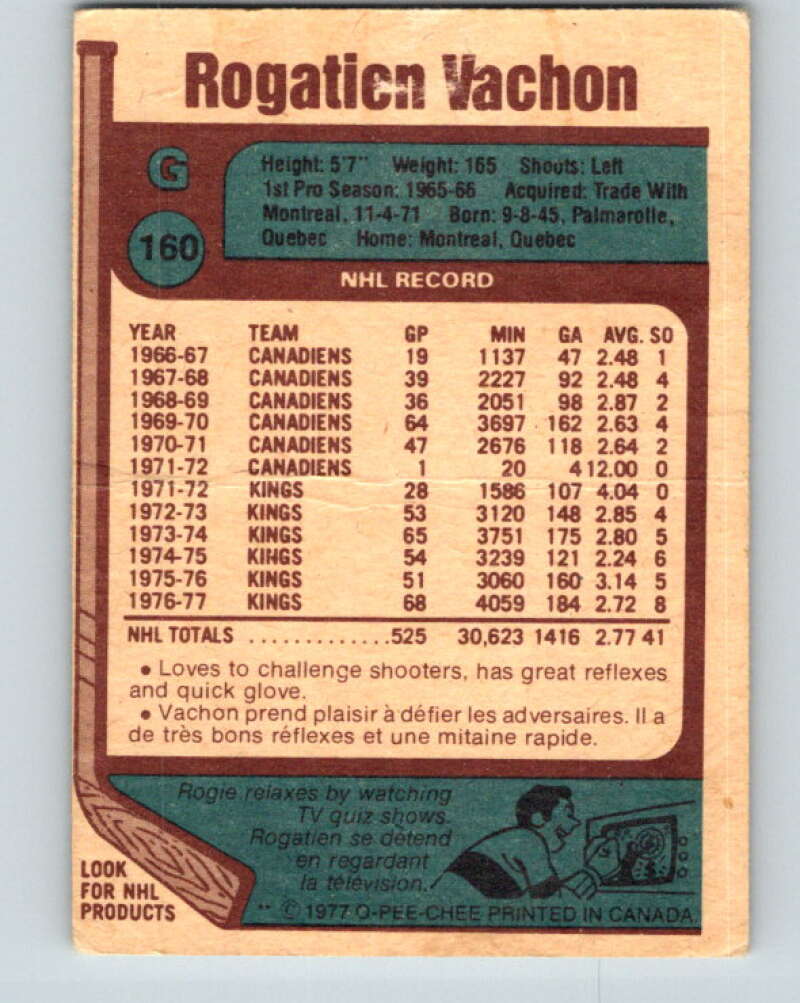 Rogatien Vachon
G
Height: 5'7" Weight: 165 Shoots: Left
1st Pro Season: 1965-66 Acquired: Trade With
Montreal, 11-4-71 Born: 9-8-45, Palmarolle,
Quebec Home: Montreal, Quebec
160
NHL RECORD
YEAR TEAM GP MIN GA AVG. SO
1966-67 CANADIENS 19 1137 47 2.48 1
1967-68 CANADIENS 39 2227 92 2.48 4
1968-69 CANADIENS 36 2051 98 2.87 2
1969-70 CANADIENS 64 3697 162 2.63 4
1970-71 CANADIENS 47 2676 118 2.64 2
1971-72 CANADIENS 1 20 4 12.00 0
1971-72 KINGS 28 1586 107 4.04 0
1972-73 KINGS 53 3120 148 2.85 4
1973-74 KINGS 65 3751 175 2.80 5
1974-75 KINGS 54 3239 121 2.24 6
1975-76 KINGS 51 3060 160 3.14 5
1976-77 KINGS 68 4059 184 2.72 8
NHL TOTALS .............525 30,623 1416 2.77 41
• Loves to challenge shooters, has great reflexes
and quick glove.
• Vachon prend plaisir à défier les adversaires. Il a
de très bons réflexes et une mitaine rapide.
Rogie relaxes by watching
TV quiz shows.
Rogatien se détend
en regardant
la télévision.
LOOK
FOR NHL
PRODUCTS
** © 1977 O-PEE-CHEE PRINTED IN CANADA